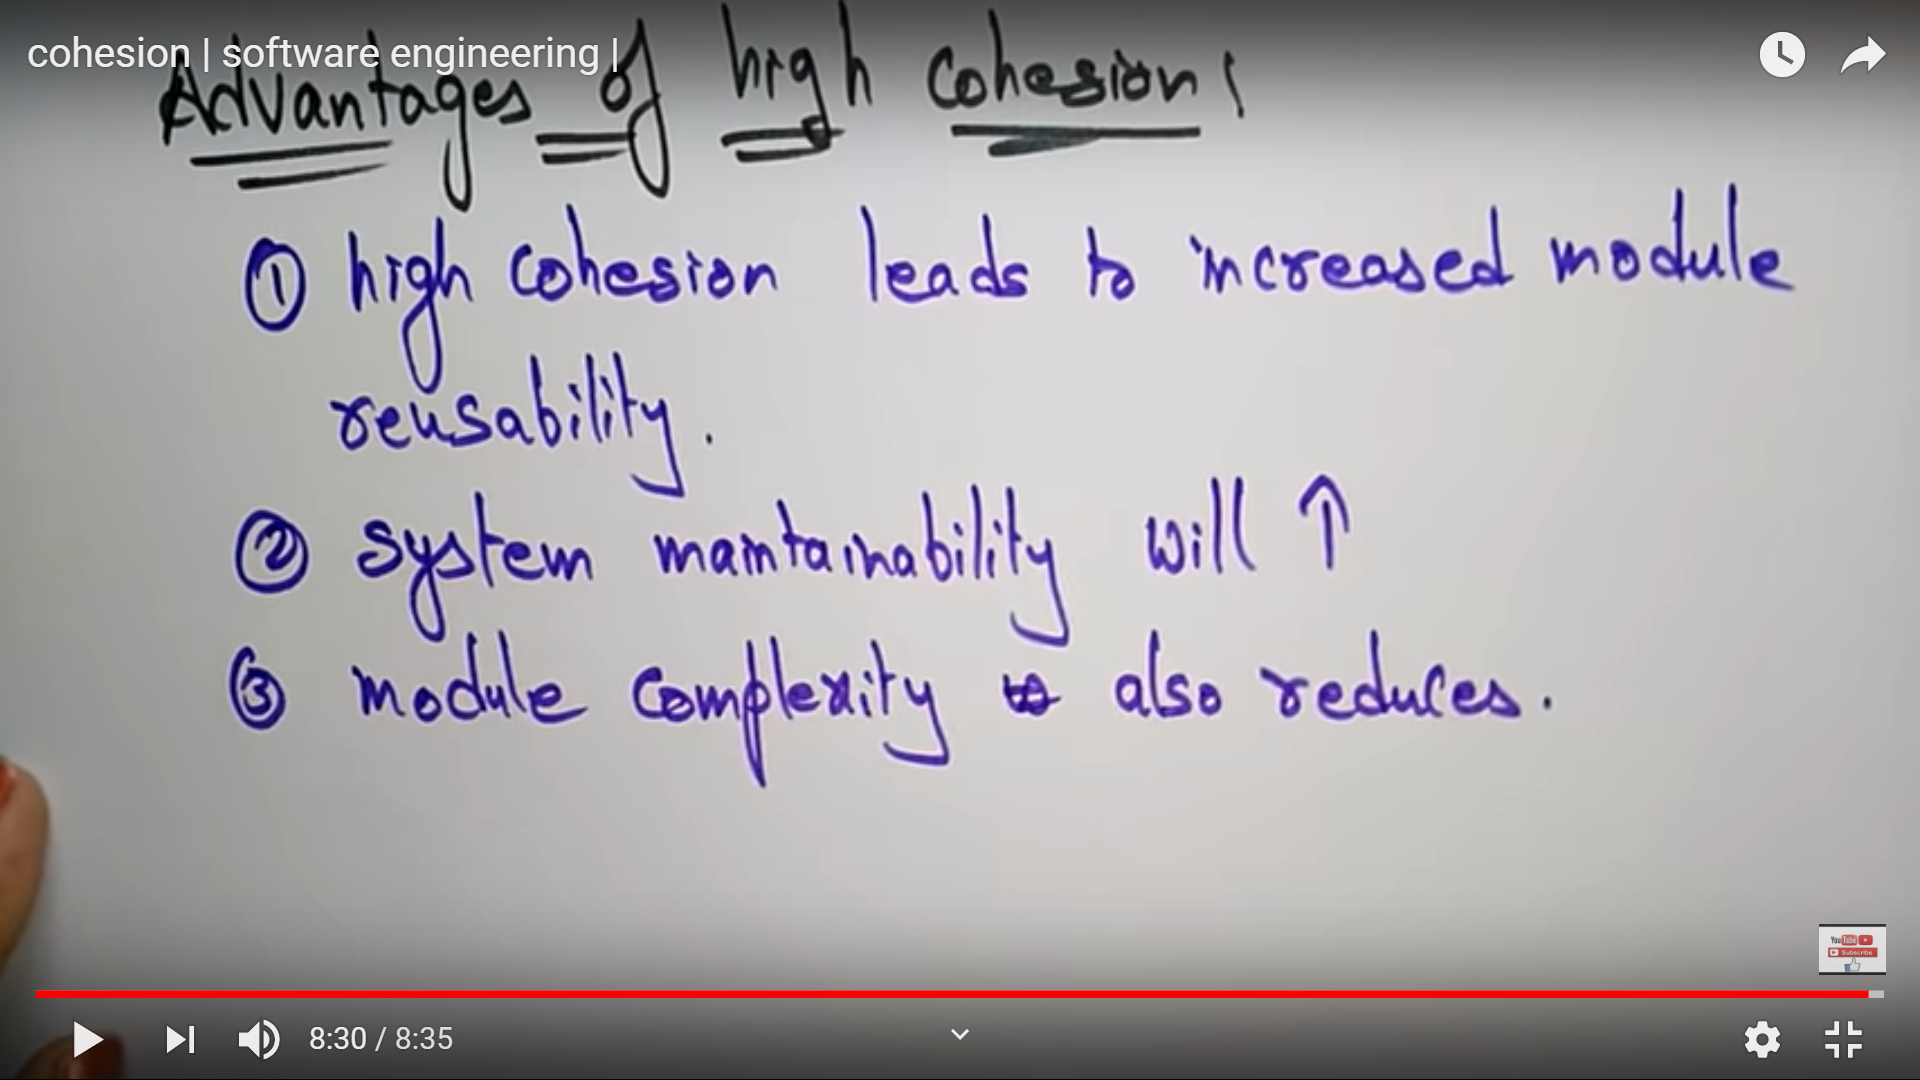 cohesion | software engineering |
Advantages of high cohesion:
① high cohesion leads to increased module
reusability.
② system maintainability will ↑
③ module complexity also reduces.
YouTube
Subscribe
8:30 / 8:35